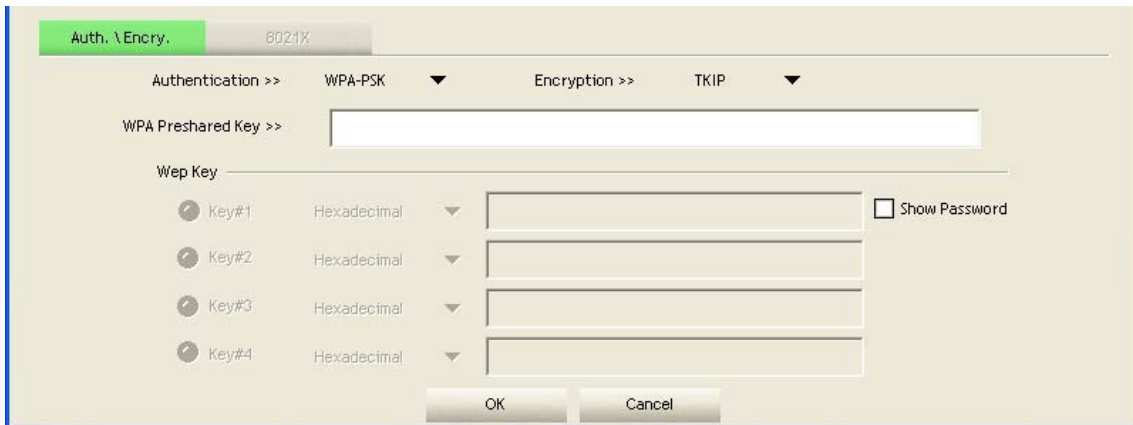 Auth. \ Encry. 8021X
Authentication >> WPA-PSK Encryption >> TKIP
WPA Preshared Key >>
Wep Key
Key#1 Hexadecimal Show Password
Key#2 Hexadecimal
Key#3 Hexadecimal
Key#4 Hexadecimal
OK Cancel